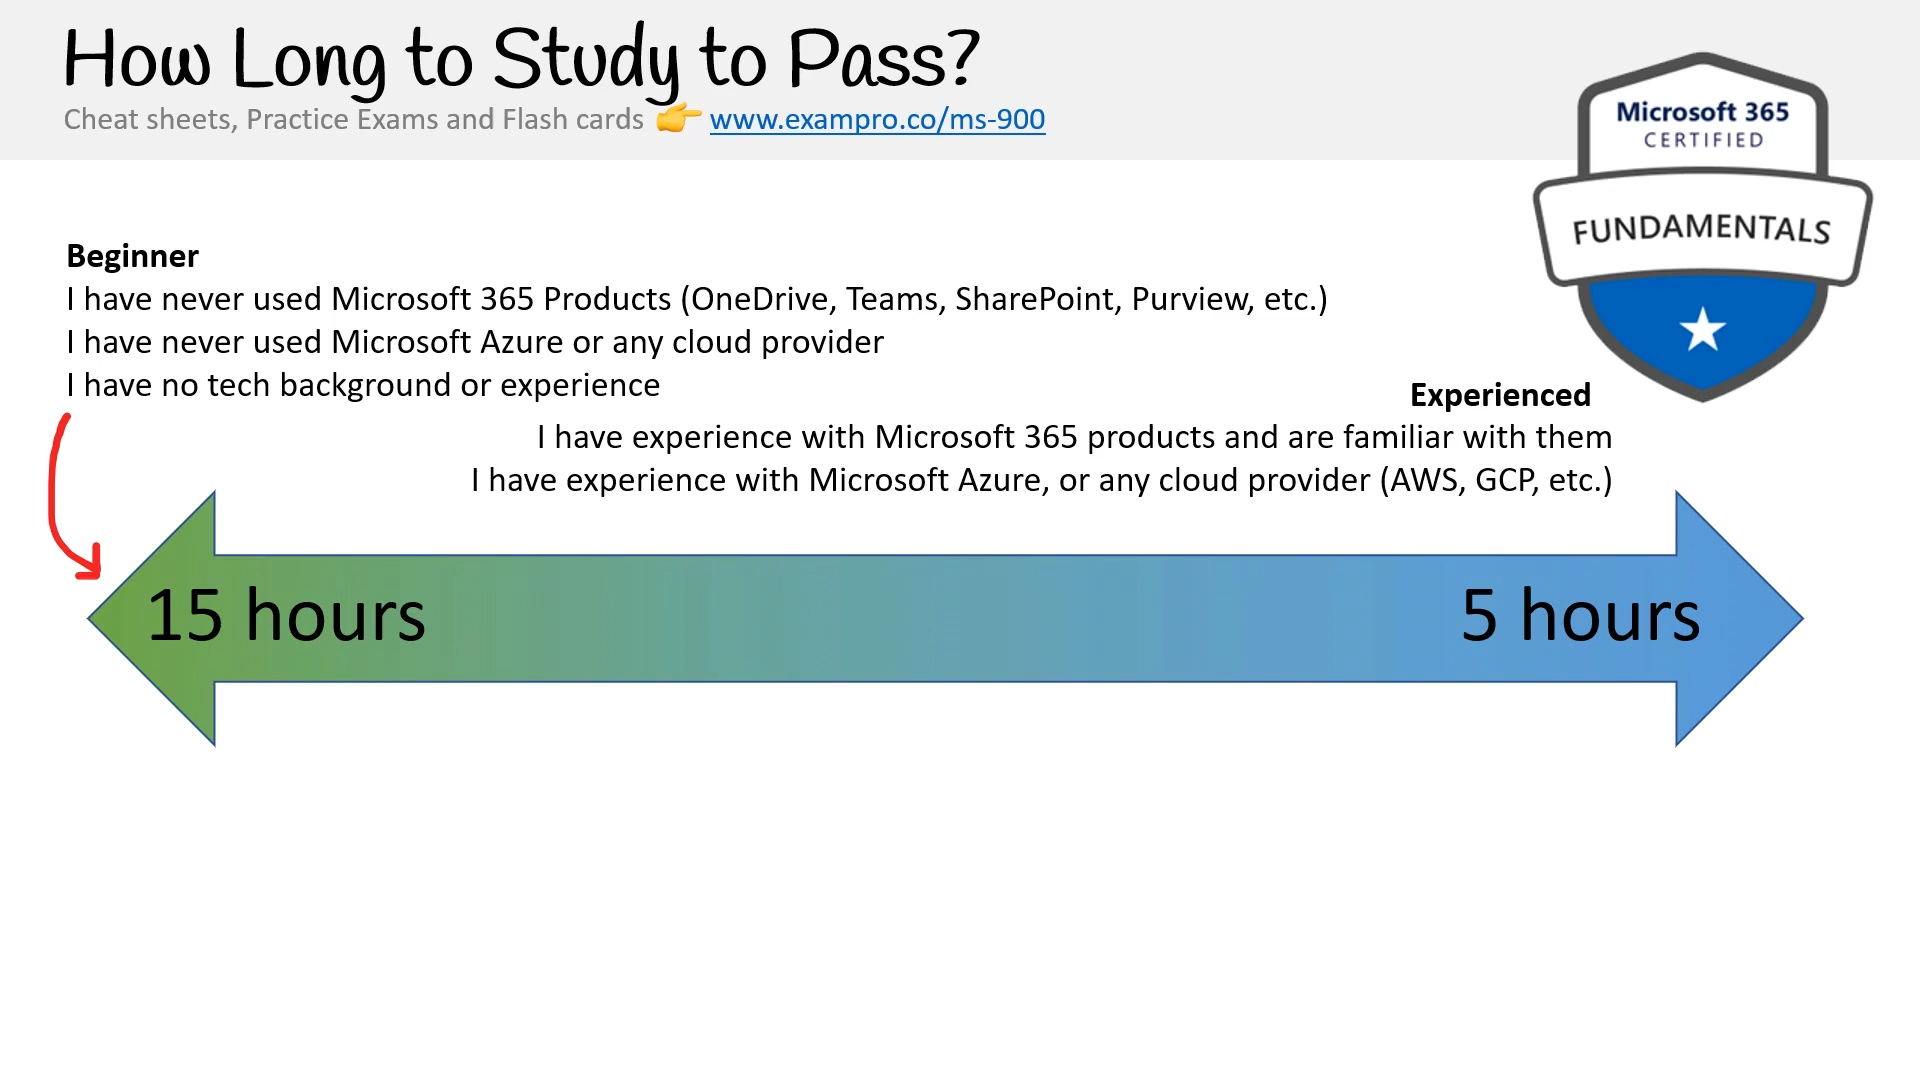 How Long to Study to Pass?
Cheat sheets, Practice Exams and Flash cards 👉 www.exampro.co/ms-900
Microsoft 365
CERTIFIED
FUNDAMENTALS
Beginner
I have never used Microsoft 365 Products (OneDrive, Teams, SharePoint, Purview, etc.)
I have never used Microsoft Azure or any cloud provider
I have no tech background or experience
Experienced
I have experience with Microsoft 365 products and are familiar with them
I have experience with Microsoft Azure, or any cloud provider (AWS, GCP, etc.)
15 hours
5 hours